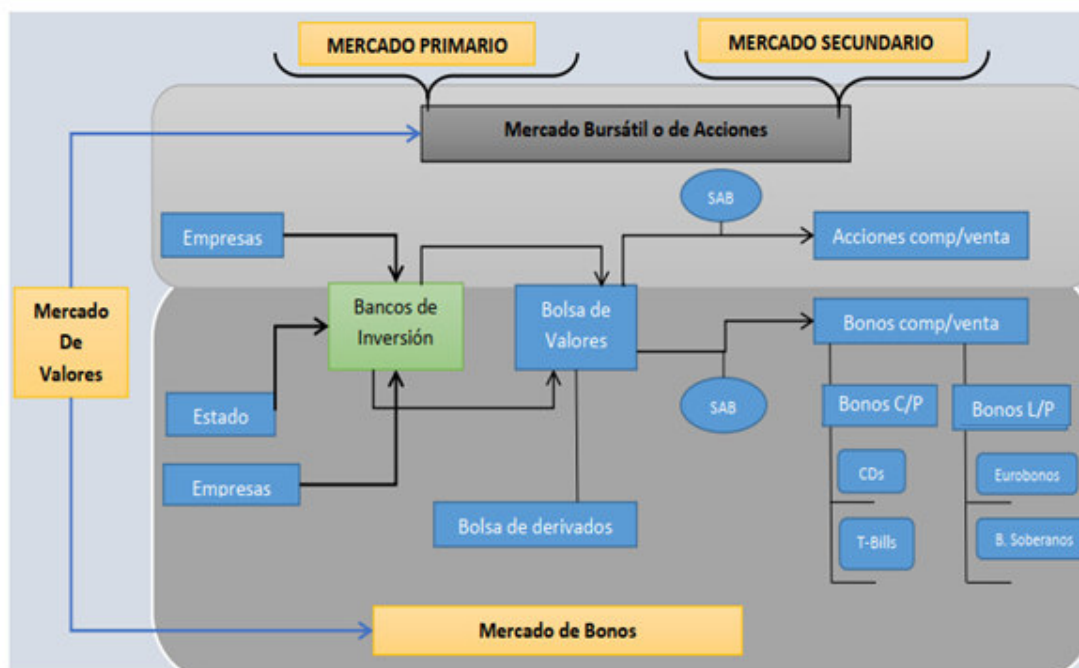 MERCADO PRIMARIO
MERCADO SECUNDARIO
Mercado Bursátil o de Acciones
SAB
Empresas
Acciones comp/venta
Mercado
De
Valores
Bancos de
Inversión
Bolsa de
Valores
Bonos comp/venta
Estado
SAB
Bonos C/P
Bonos L/P
Empresas
CDs
Eurobonos
Bolsa de derivados
T-Bills
B. Soberanos
Mercado de Bonos